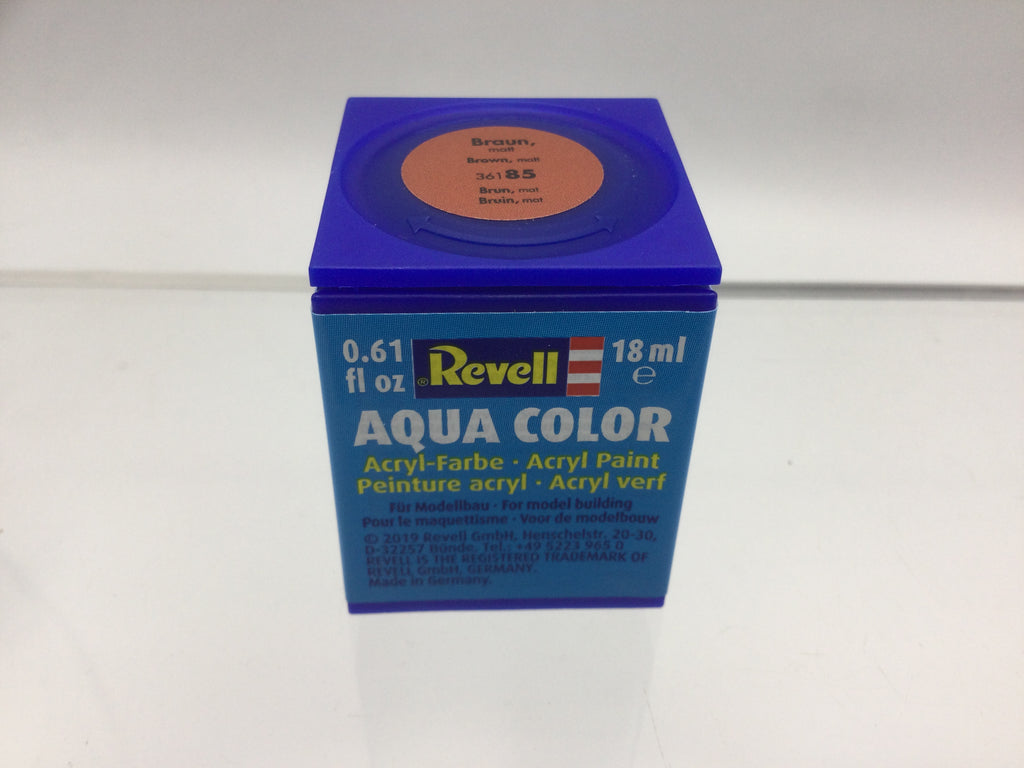 Braun,
matt
Brown, matt
36185
Brun, mat
Bruin, mat
0.61
fl oz
® Revell
18 ml
℮
AQUA COLOR
Acryl-Farbe · Acryl Paint
Peinture acryl · Acryl verf
Für Modellbau · For model building
Pour le maquettisme · Voor de modelbouw
© 2019 Revell GmbH, Henschelstr. 20-30,
D-32257 Bünde. Tel.: +49 5223 965 0
REVELL IS THE REGISTERED TRADEMARK OF
REVELL GmbH, GERMANY.
Made in Germany.